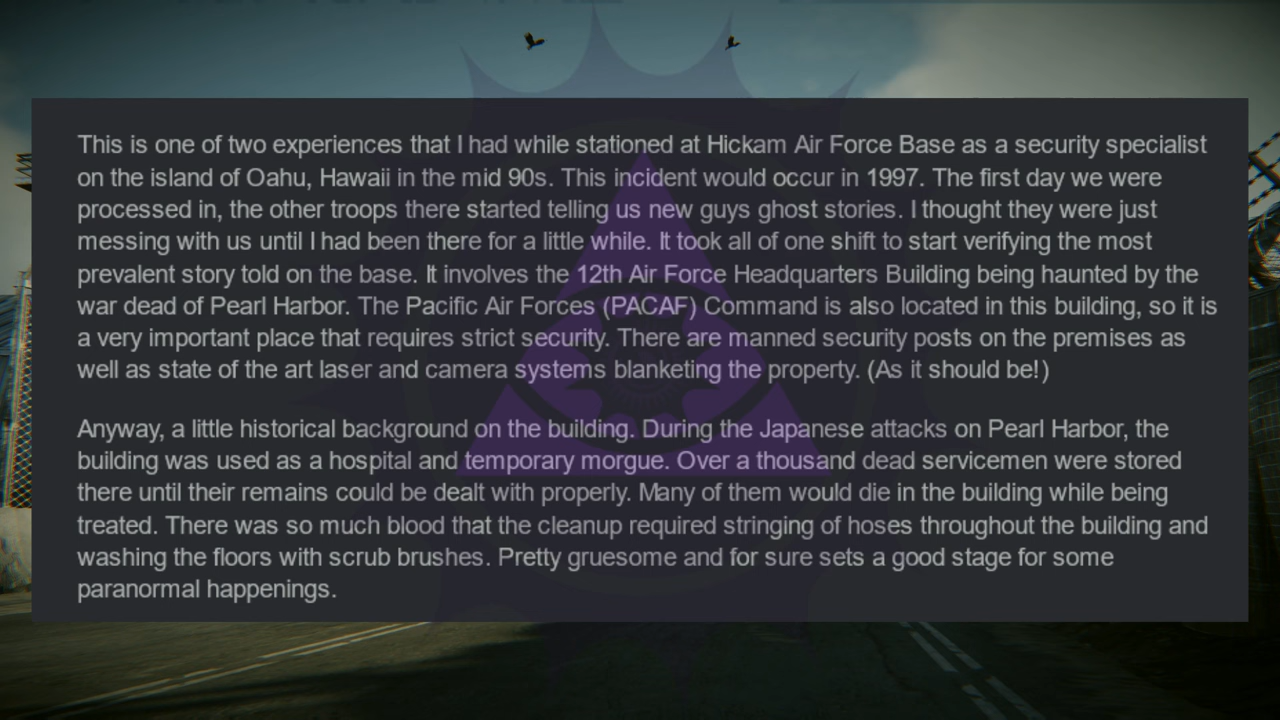 This is one of two experiences that I had while stationed at Hickam Air Force Base as a security specialist
on the island of Oahu, Hawaii in the mid 90s. This incident would occur in 1997. The first day we were
processed in, the other troops there started telling us new guys ghost stories. I thought they were just
messing with us until I had been there for a little while. It took all of one shift to start verifying the most
prevalent story told on the base. It involves the 12th Air Force Headquarters Building being haunted by the
war dead of Pearl Harbor. The Pacific Air Forces (PACAF) Command is also located in this building, so it is
a very important place that requires strict security. There are manned security posts on the premises as
well as state of the art laser and camera systems blanketing the property. (As it should be!)
Anyway, a little historical background on the building. During the Japanese attacks on Pearl Harbor, the
building was used as a hospital and temporary morgue. Over a thousand dead servicemen were stored
there until their remains could be dealt with properly. Many of them would die in the building while being
treated. There was so much blood that the cleanup required stringing of hoses throughout the building and
washing the floors with scrub brushes. Pretty gruesome and for sure sets a good stage for some
paranormal happenings.